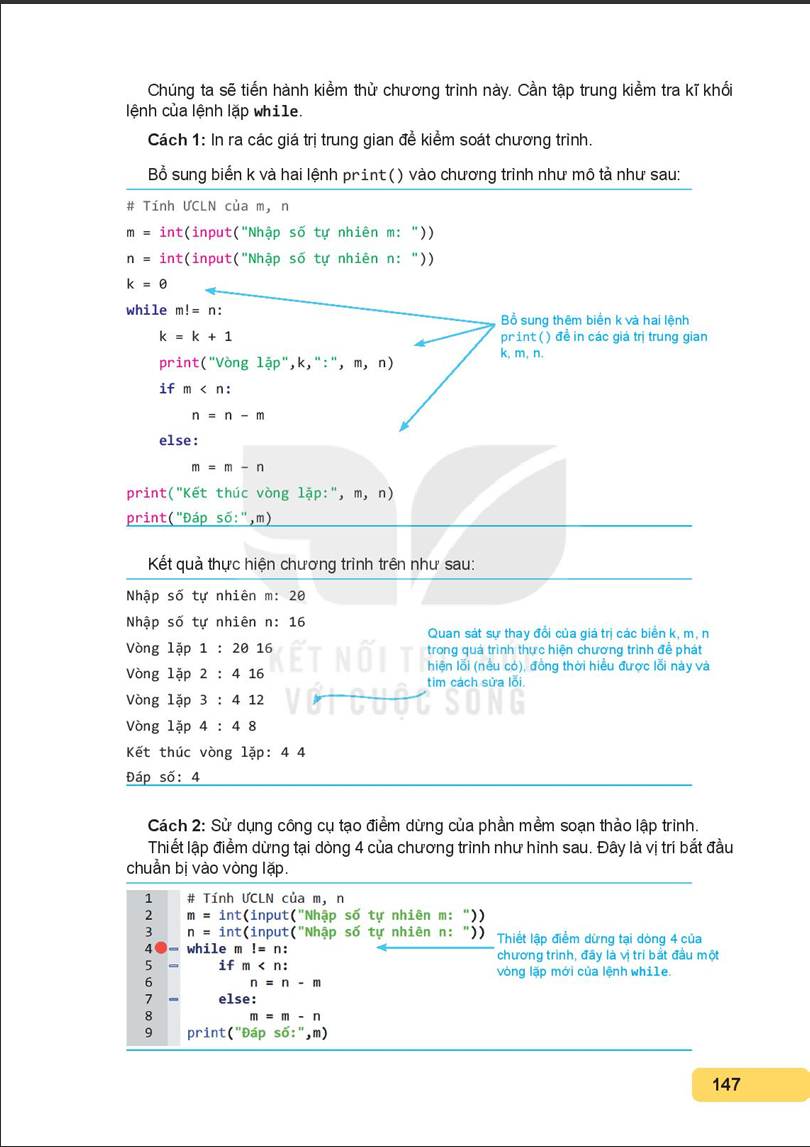 Chúng ta sẽ tiến hành kiểm thử chương trình này. Cần tập trung kiểm tra kĩ khối
lệnh của lệnh lặp while.
Cách 1: In ra các giá trị trung gian để kiểm soát chương trình.
Bổ sung biến k và hai lệnh print() vào chương trình như mô tả như sau:
# Tính ƯCLN của m, n
m = int(input("Nhập số tự nhiên m: "))
n = int(input("Nhập số tự nhiên n: "))
k = 0
while m!= n:
    k = k + 1
    print("Vòng lặp",k,":", m, n)
    if m < n:
        n = n – m
    else:
        m = m – n
print("Kết thúc vòng lặp:", m, n)
print("Đáp số:",m)
Bổ sung thêm biến k và hai lệnh
print() để in các giá trị trung gian
k, m, n.
Kết quả thực hiện chương trình trên như sau:
Nhập số tự nhiên m: 20
Nhập số tự nhiên n: 16
Vòng lặp 1 : 20 16
Vòng lặp 2 : 4 16
Vòng lặp 3 : 4 12
Vòng lặp 4 : 4 8
Kết thúc vòng lặp: 4 4
Đáp số: 4
Quan sát sự thay đổi của giá trị các biến k, m, n
trong quá trình thực hiện chương trình để phát
hiện lỗi (nếu có), đồng thời hiểu được lỗi này và
tìm cách sửa lỗi.
KẾT NỐI TRI THỨC
VỚI CUỘC SỐNG
Cách 2: Sử dụng công cụ tạo điểm dừng của phần mềm soạn thảo lập trình.
Thiết lập điểm dừng tại dòng 4 của chương trình như hình sau. Đây là vị trí bắt đầu
chuẩn bị vào vòng lặp.
1 # Tính ƯCLN của m, n
2 m = int(input("Nhập số tự nhiên m: "))
3 n = int(input("Nhập số tự nhiên n: "))
4 while m != n:
5     if m < n:
6         n = n - m
7     else:
8         m = m - n
9 print("Đáp số:",m)
Thiết lập điểm dừng tại dòng 4 của
chương trình, đây là vị trí bắt đầu một
vòng lặp mới của lệnh while.
147